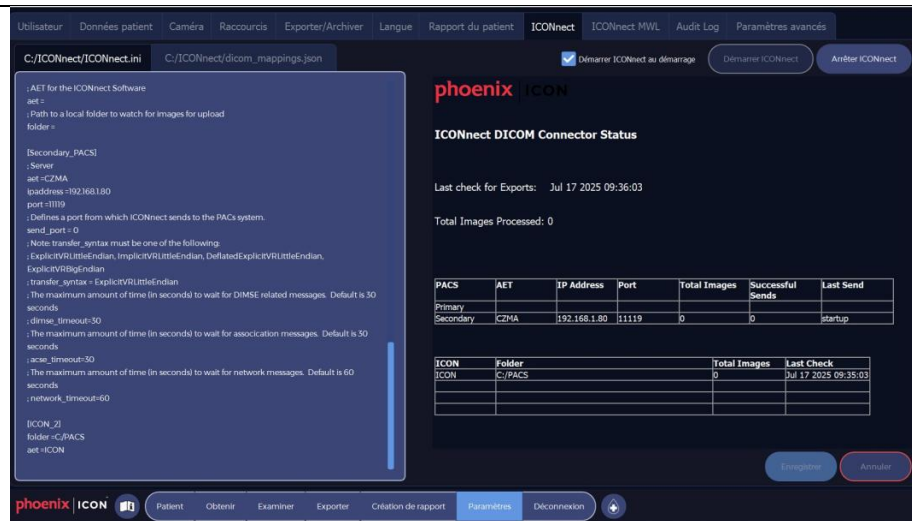 Utilisateur Données patient Caméra Raccourcis Exporter/Archiver Langue Rapport du patient ICONnect ICONnect MWL Audit Log Paramètres avancés
C:/ICONnect/ICONnect.ini C:/ICONnect/dicom_mappings.json Démarrer ICONnect au démarrage Démarrer ICONnect Arrêter ICONnect
; AET for the ICONnect Software
aet =
; Path to a local folder to watch for images for upload
folder =
[Secondary_PACS]
; Server
aet =CZMA
ipaddress =192.168.1.80
port =11119
; Defines a port from which ICONnect sends to the PACs system.
send_port = 0
; Note: transfer_syntax must be one of the following:
; ExplicitVRLittleEndian, ImplicitVRLittleEndian, DeflatedExplicitVRLittleEndian,
ExplicitVRBigEndian
; transfer_syntax = ExplicitVRLittleEndian
; The maximum amount of time (in seconds) to wait for DIMSE related messages. Default is 30
seconds
; dimse_timeout=30
; The maximum amount of time (in seconds) to wait for assocication messages. Default is 30
seconds
; acse_timeout=30
; The maximum amount of time (in seconds) to wait for network messages. Default is 60
seconds
; network_timeout=60
[ICON_2]
folder =C:/PACS
aet =ICON
phoenix ICON
ICONnect DICOM Connector Status
Last check for Exports: Jul 17 2025 09:36:03
Total Images Processed: 0
PACS AET IP Address Port Total Images Successful Sends Last Send
Primary
Secondary CZMA 192.168.1.80 11119 0 0 startup
ICON Folder Total Images Last Check
ICON C:/PACS 0 Jul 17 2025 09:35:03
Enregistrer Annuler
phoenix ICON Patient Obtenir Examiner Exporter Création de rapport Paramètres Déconnexion